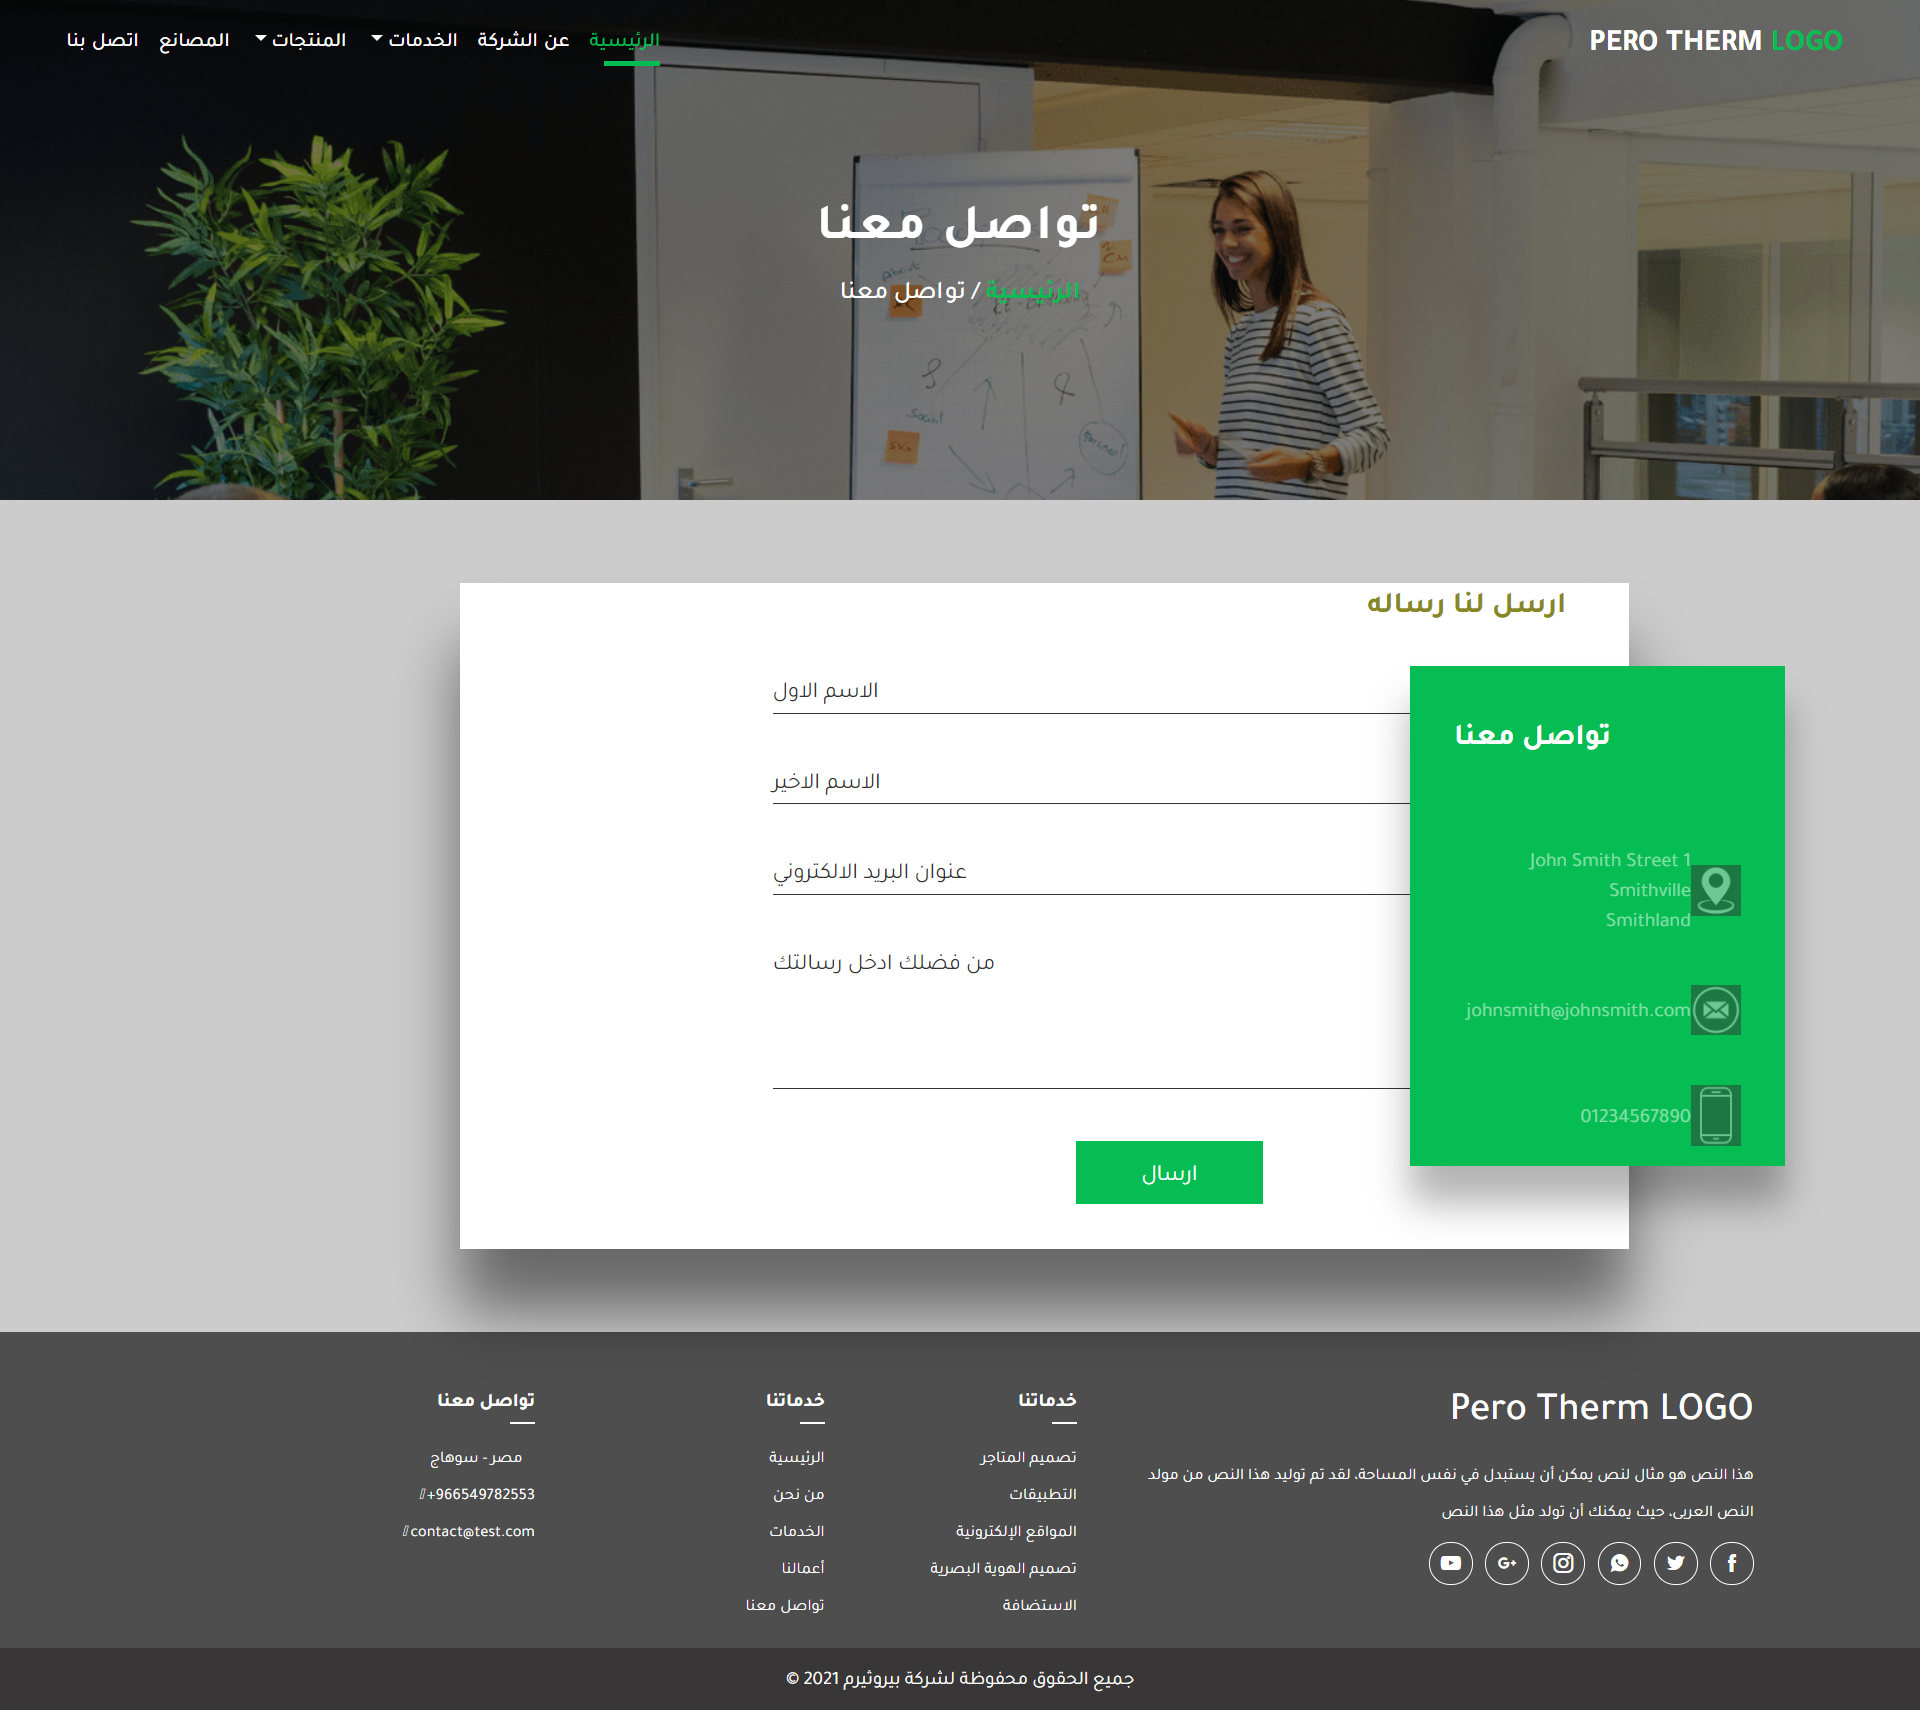 PERO THERM LOGO
الرئيسية
عن الشركة
الخدمات
المنتجات
المصانع
اتصل بنا
تواصل معنا
الرئيسية / تواصل معنا
About
Social
ارسل لنا رساله
الاسم الاول
الاسم الاخير
عنوان البريد الالكتروني
من فضلك ادخل رسالتك
ارسال
تواصل معنا
John Smith Street 1
Smithville
Smithland
johnsmith@johnsmith.com
01234567890
Pero Therm LOGO
هذا النص هو مثال لنص يمكن أن يستبدل في نفس المساحة، لقد تم توليد هذا النص من مولد
النص العربى، حيث يمكنك أن تولد مثل هذا النص
خدماتنا
تصميم المتاجر
التطبيقات
المواقع الإلكترونية
تصميم الهوية البصرية
الاستضافة
خدماتنا
الرئيسية
من نحن
الخدمات
أعمالنا
تواصل معنا
تواصل معنا
مصر - سوهاج
+966549782553
contact@test.com
جميع الحقوق محفوظة لشركة بيروثيرم 2021 ©